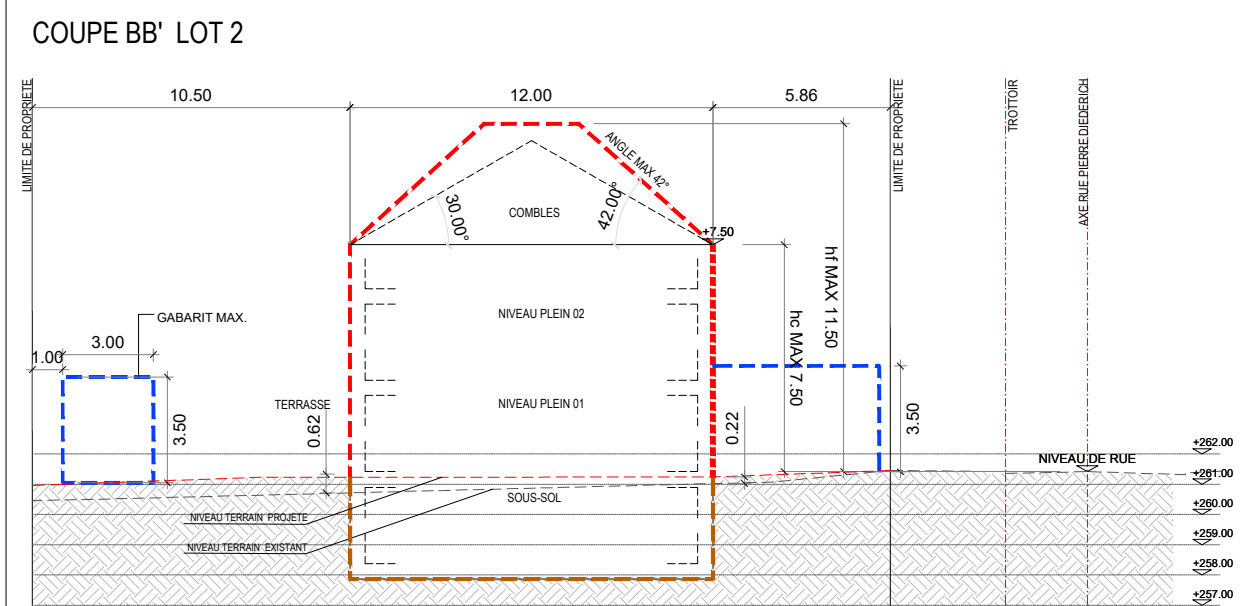 COUPE BB' LOT 2
LIMITE DE PROPRIETE
10.50
12.00
5.86
LIMITE DE PROPRIETE
TROTTOIR
AXE RUE PIERRE DIEDERICH
ANGLE MAX 42°
30.00°
COMBLES
42.00°
+7.50
hf MAX 11.50
hc MAX 7.50
GABARIT MAX.
NIVEAU PLEIN 02
3.00
1.00
3.50
TERRASSE
0.62
NIVEAU PLEIN 01
0.22
3.50
+262.00
NIVEAU DE RUE
+261.00
SOUS-SOL
+260.00
NIVEAU TERRAIN PROJETE
+259.00
NIVEAU TERRAIN EXISTANT
+258.00
+257.00